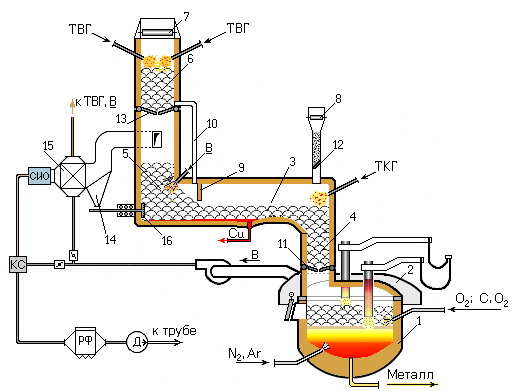 7
ТВГ
ТВГ
6
к ТВГ, В
13
8
10
15
5
В
12
СИО
9
3
ТКГ
4
14
16
Cu
11
В
2
КС
O₂; C,O₂
1
к трубе
РФ
Д
N₂, Ar
Металл